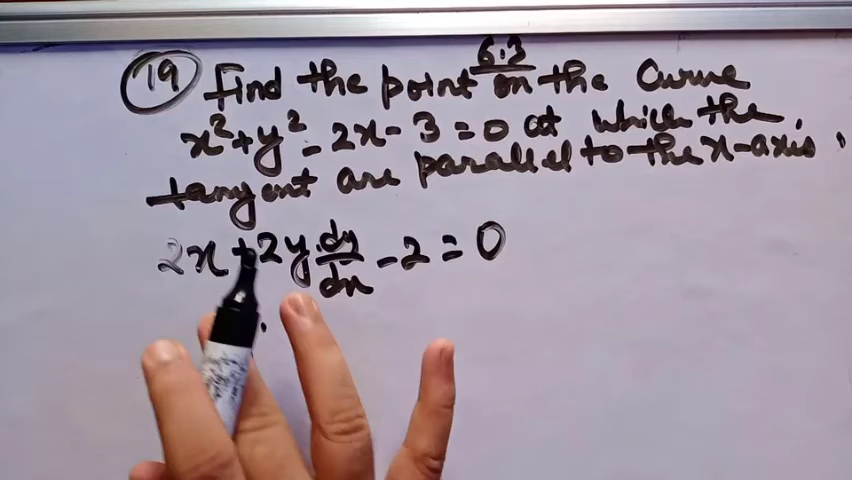 6.3
19 find the point on the Curve
x² + y² - 2x - 3 = 0 at which the
tangent are parallel to the x-axis.
2x + 2y. dy/dx - 2 = 0